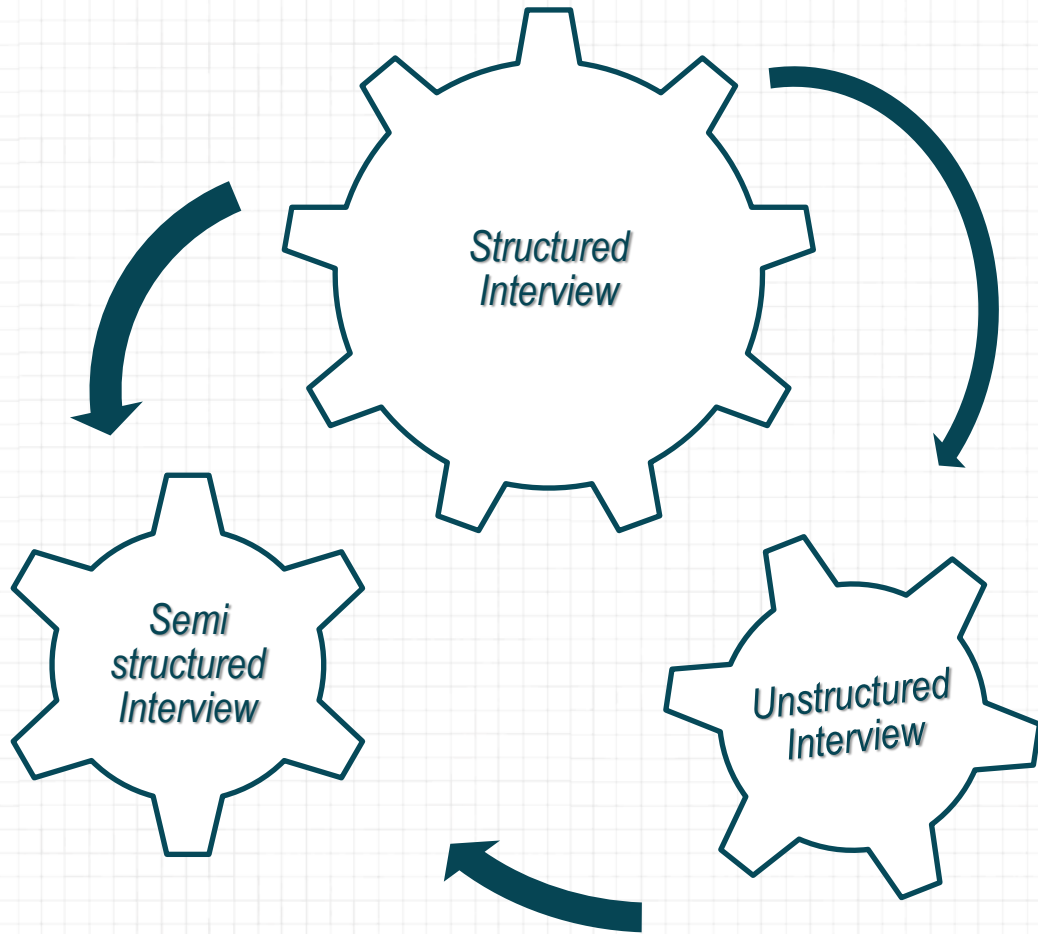 Structured
Interview
Semi
structured
Interview
Unstructured
Interview